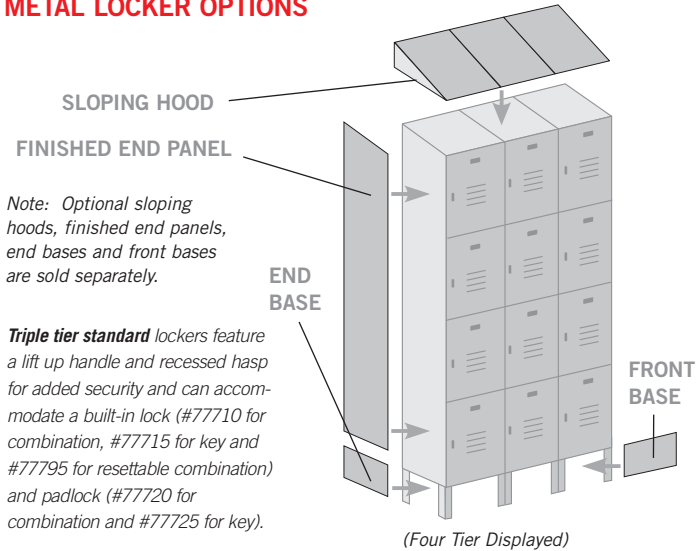 METAL LOCKER OPTIONS
SLOPING HOOD
FINISHED END PANEL
Note: Optional sloping
hoods, finished end panels,
end bases and front bases
are sold separately.
END
BASE
Triple tier standard lockers feature
a lift up handle and recessed hasp
for added security and can accom-
modate a built-in lock (#77710 for
combination, #77715 for key and
#77795 for resettable combination)
and padlock (#77720 for
combination and #77725 for key).
FRONT
BASE
(Four Tier Displayed)